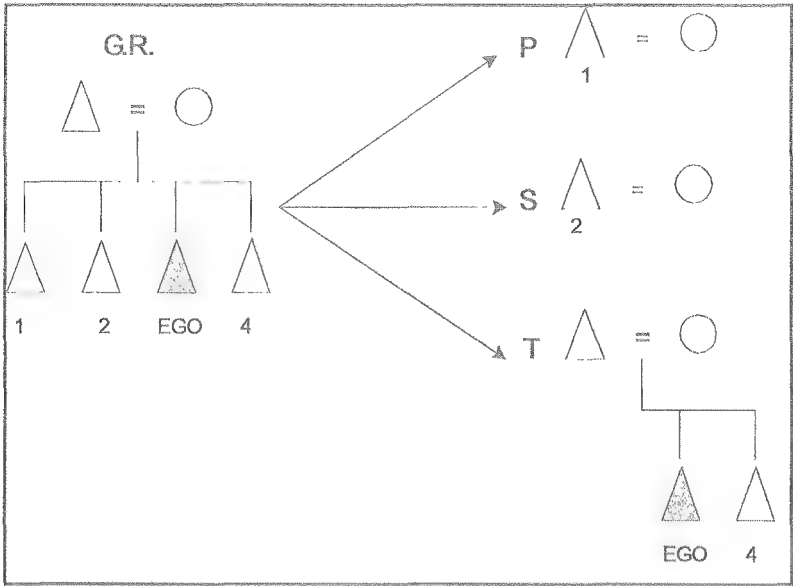 G.R.
=
1 2 EGO 4
P =
1
S =
2
T =
EGO 4